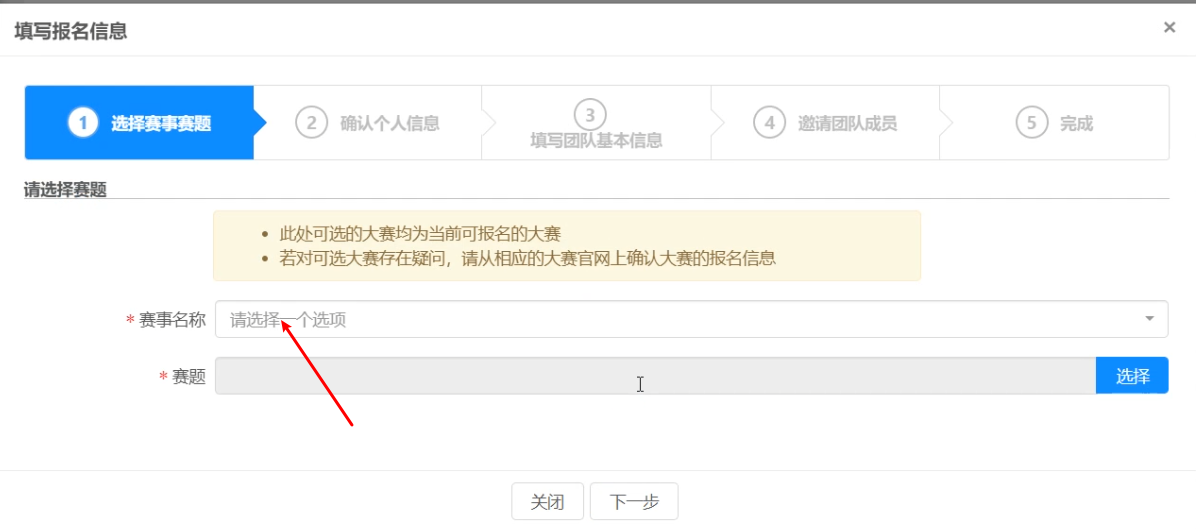 填写报名信息 ×
1 选择赛事赛题 2 确认个人信息 3 填写团队基本信息 4 邀请团队成员 5 完成
请选择赛题
• 此处可选的大赛均为当前可报名的大赛
• 若对可选大赛存在疑问，请从相应的大赛官网上确认大赛的报名信息
* 赛事名称 请选择一个选项
* 赛题 选择
关闭 下一步